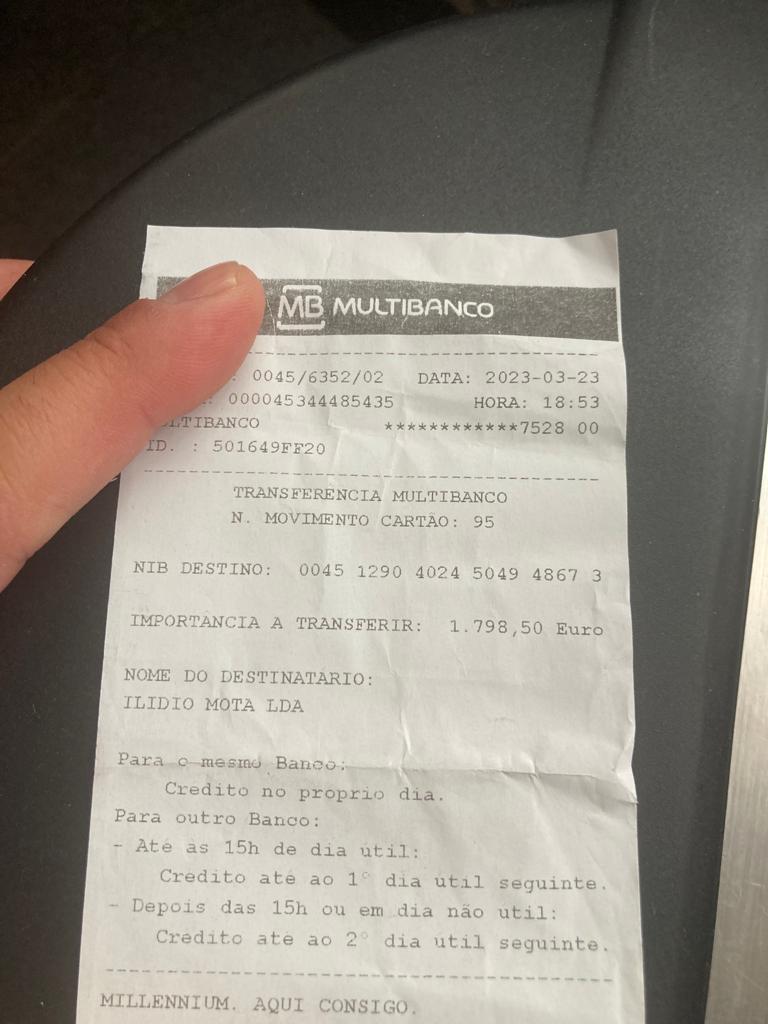 MB MULTIBANCO
: 0045/6352/02 DATA: 2023-03-23
: 000045344485435 HORA: 18:53
LTIBANCO ************7528 00
ID. : 501649FF20
TRANSFERENCIA MULTIBANCO
N. MOVIMENTO CARTÃO: 95
NIB DESTINO: 0045 1290 4024 5049 4867 3
IMPORTANCIA A TRANSFERIR: 1.798,50 Euro
NOME DO DESTINATARIO:
ILIDIO MOTA LDA
Para o mesmo Banco:
Credito no proprio dia.
Para outro Banco:
- Até as 15h de dia util:
Credito ate ao 1º dia util seguinte.
- Depois das 15h ou em dia não util:
Credito ate ao 2º dia util seguinte.
MILLENNIUM. AQUI CONSIGO.